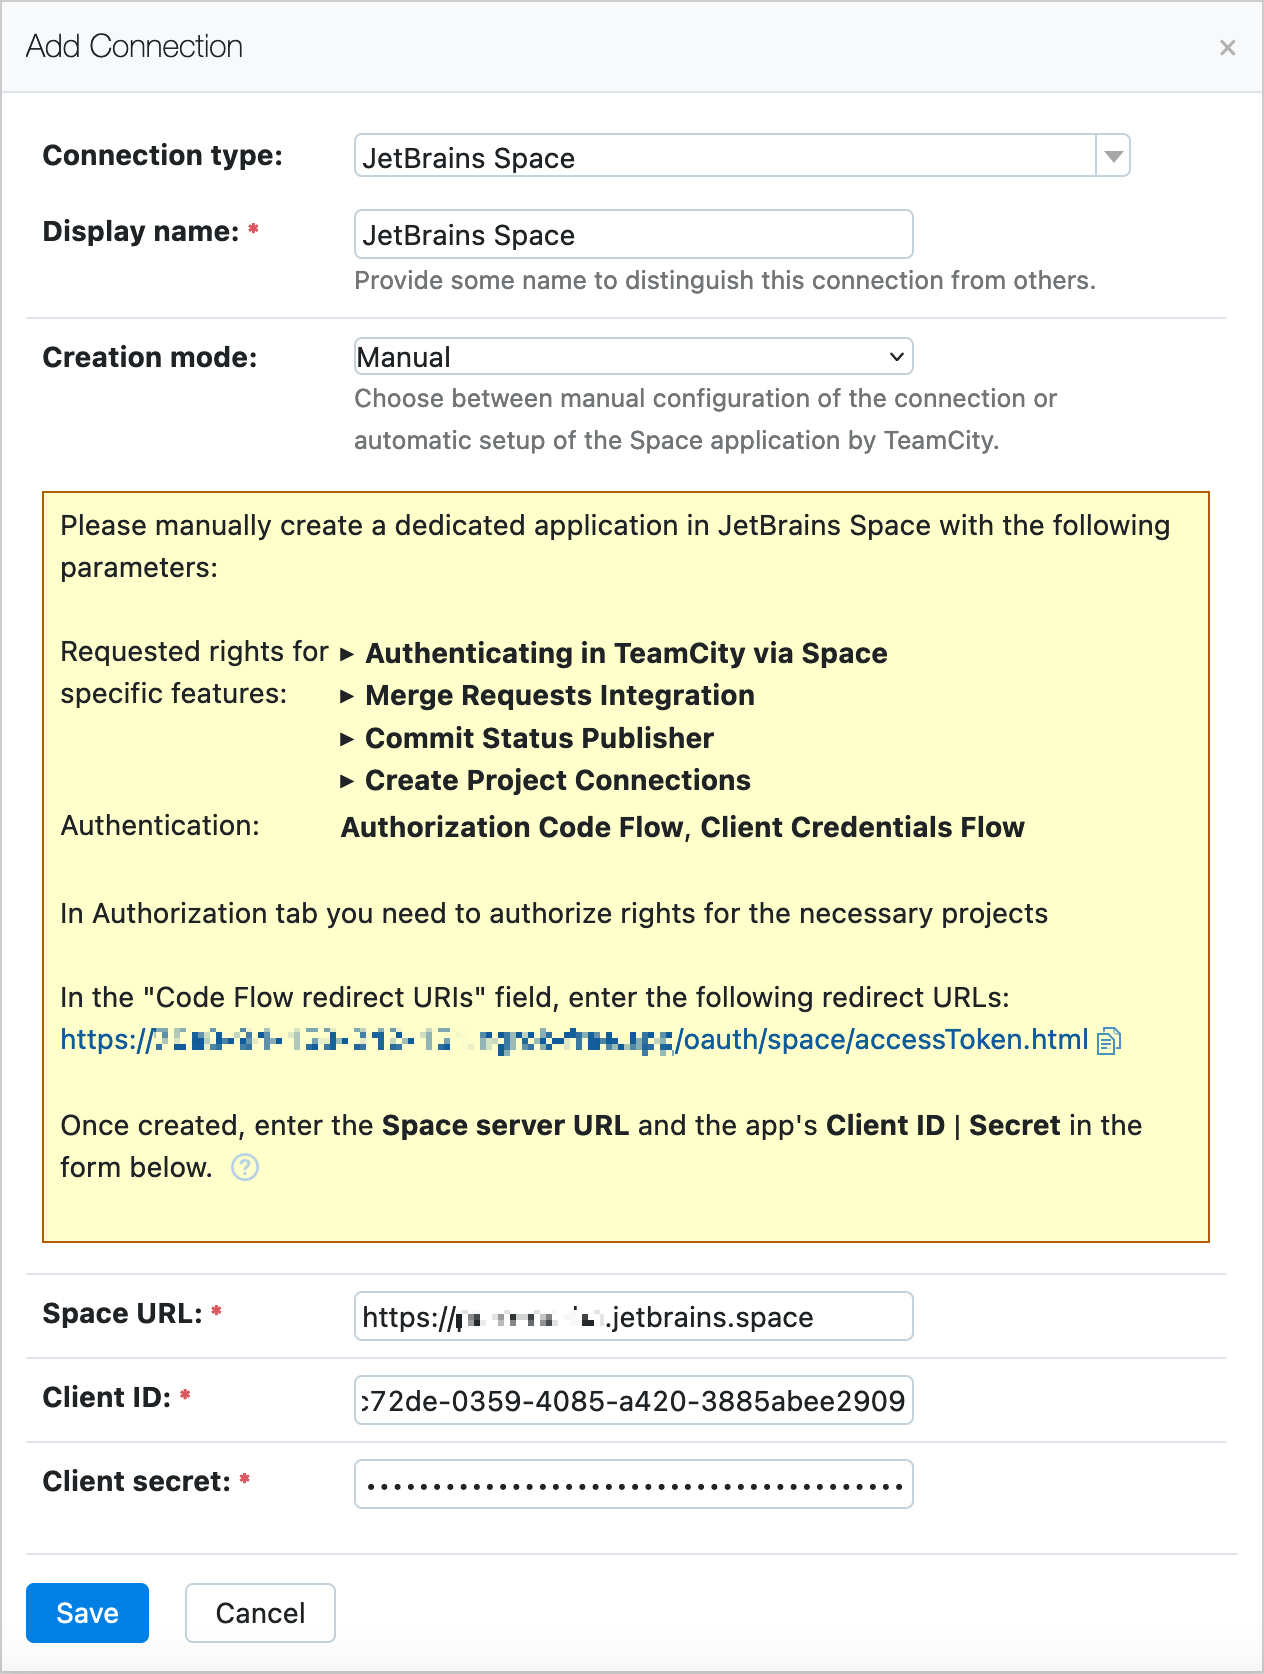 Add Connection
Connection type:
JetBrains Space
Display name: *
JetBrains Space
Provide some name to distinguish this connection from others.
Creation mode:
Manual
Choose between manual configuration of the connection or
automatic setup of the Space application by TeamCity.
Please manually create a dedicated application in JetBrains Space with the following
parameters:
Requested rights for
specific features:
▸ Authenticating in TeamCity via Space
▸ Merge Requests Integration
▸ Commit Status Publisher
▸ Create Project Connections
Authentication:
Authorization Code Flow, Client Credentials Flow
In Authorization tab you need to authorize rights for the necessary projects
In the "Code Flow redirect URIs" field, enter the following redirect URLs:
https:// /oauth/space/accessToken.html
Once created, enter the Space server URL and the app's Client ID | Secret in the
form below. ?
Space URL: *
https:// .jetbrains.space
Client ID: *
72de-0359-4085-a420-3885abee2909
Client secret: *
Save
Cancel